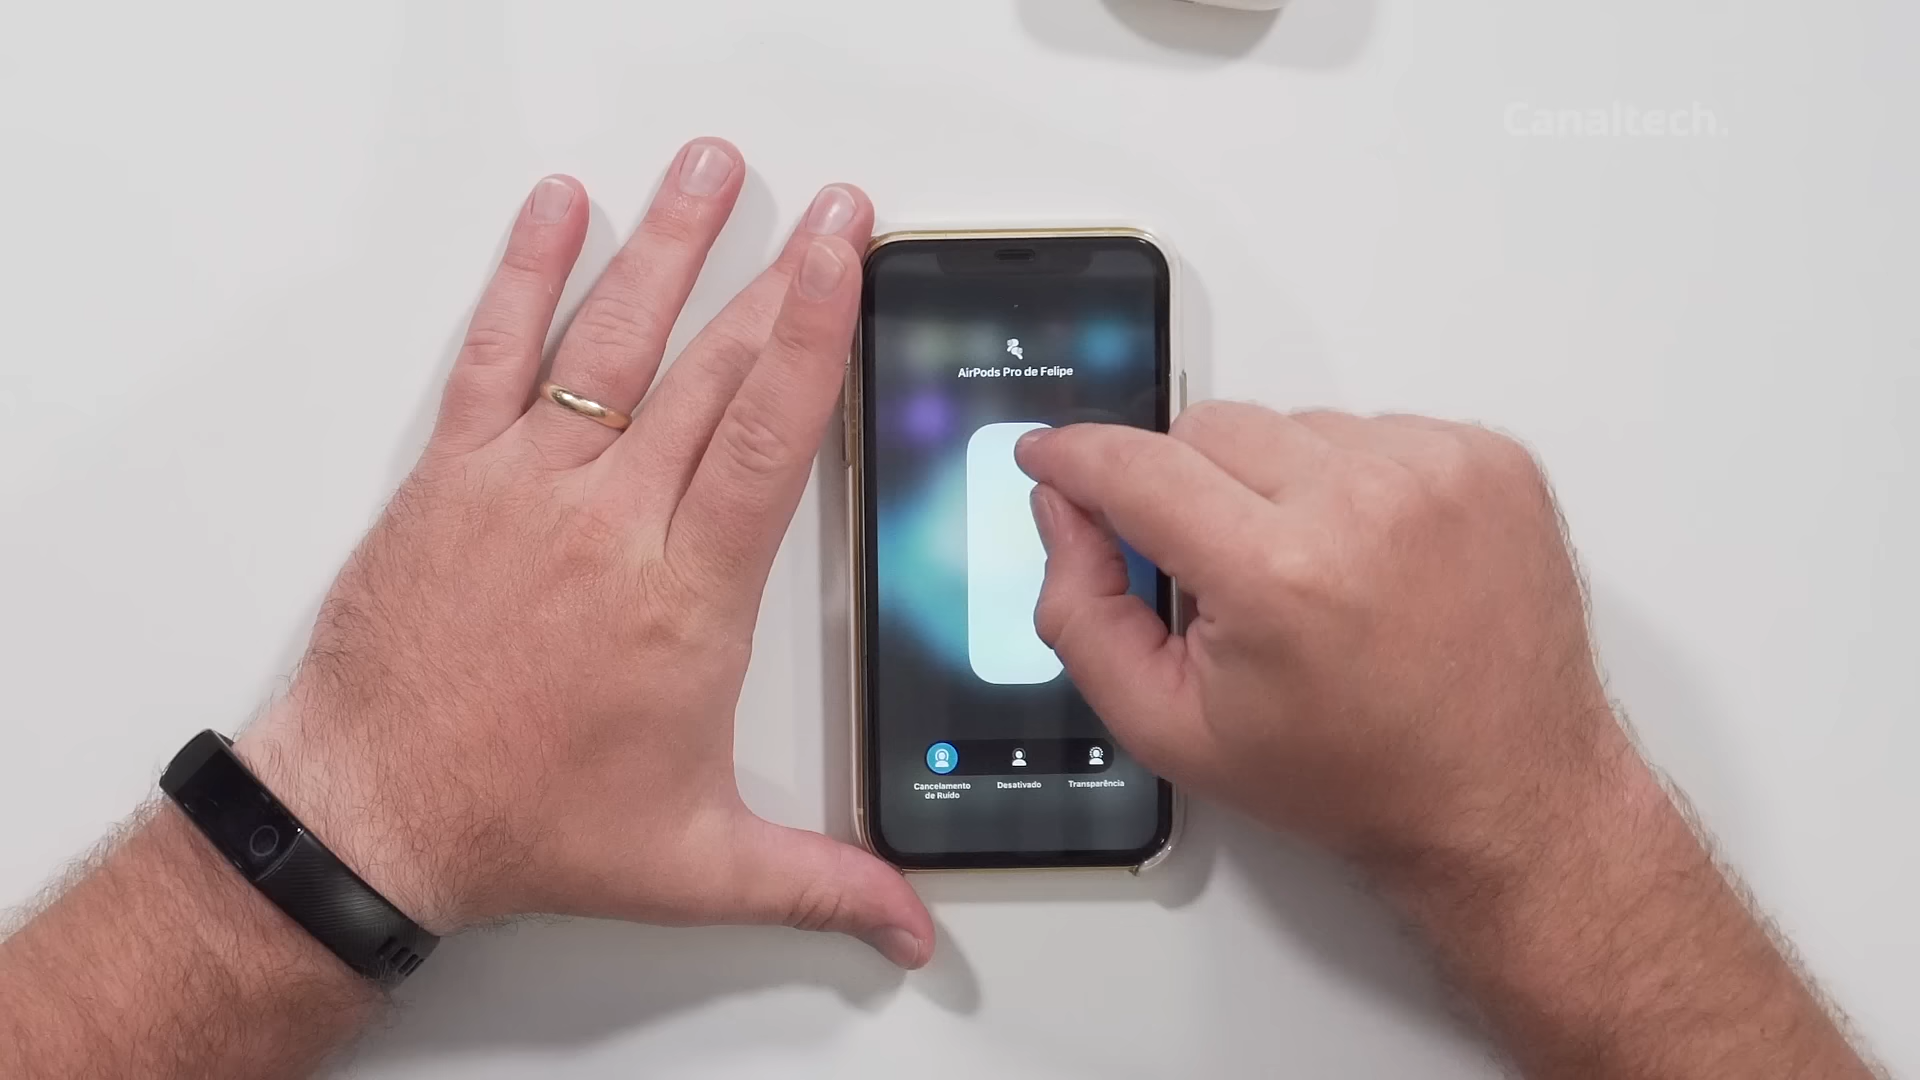 Canaltech.
AirPods Pro de Felipe
Cancelamento
de Ruído
Desativado
Transparência